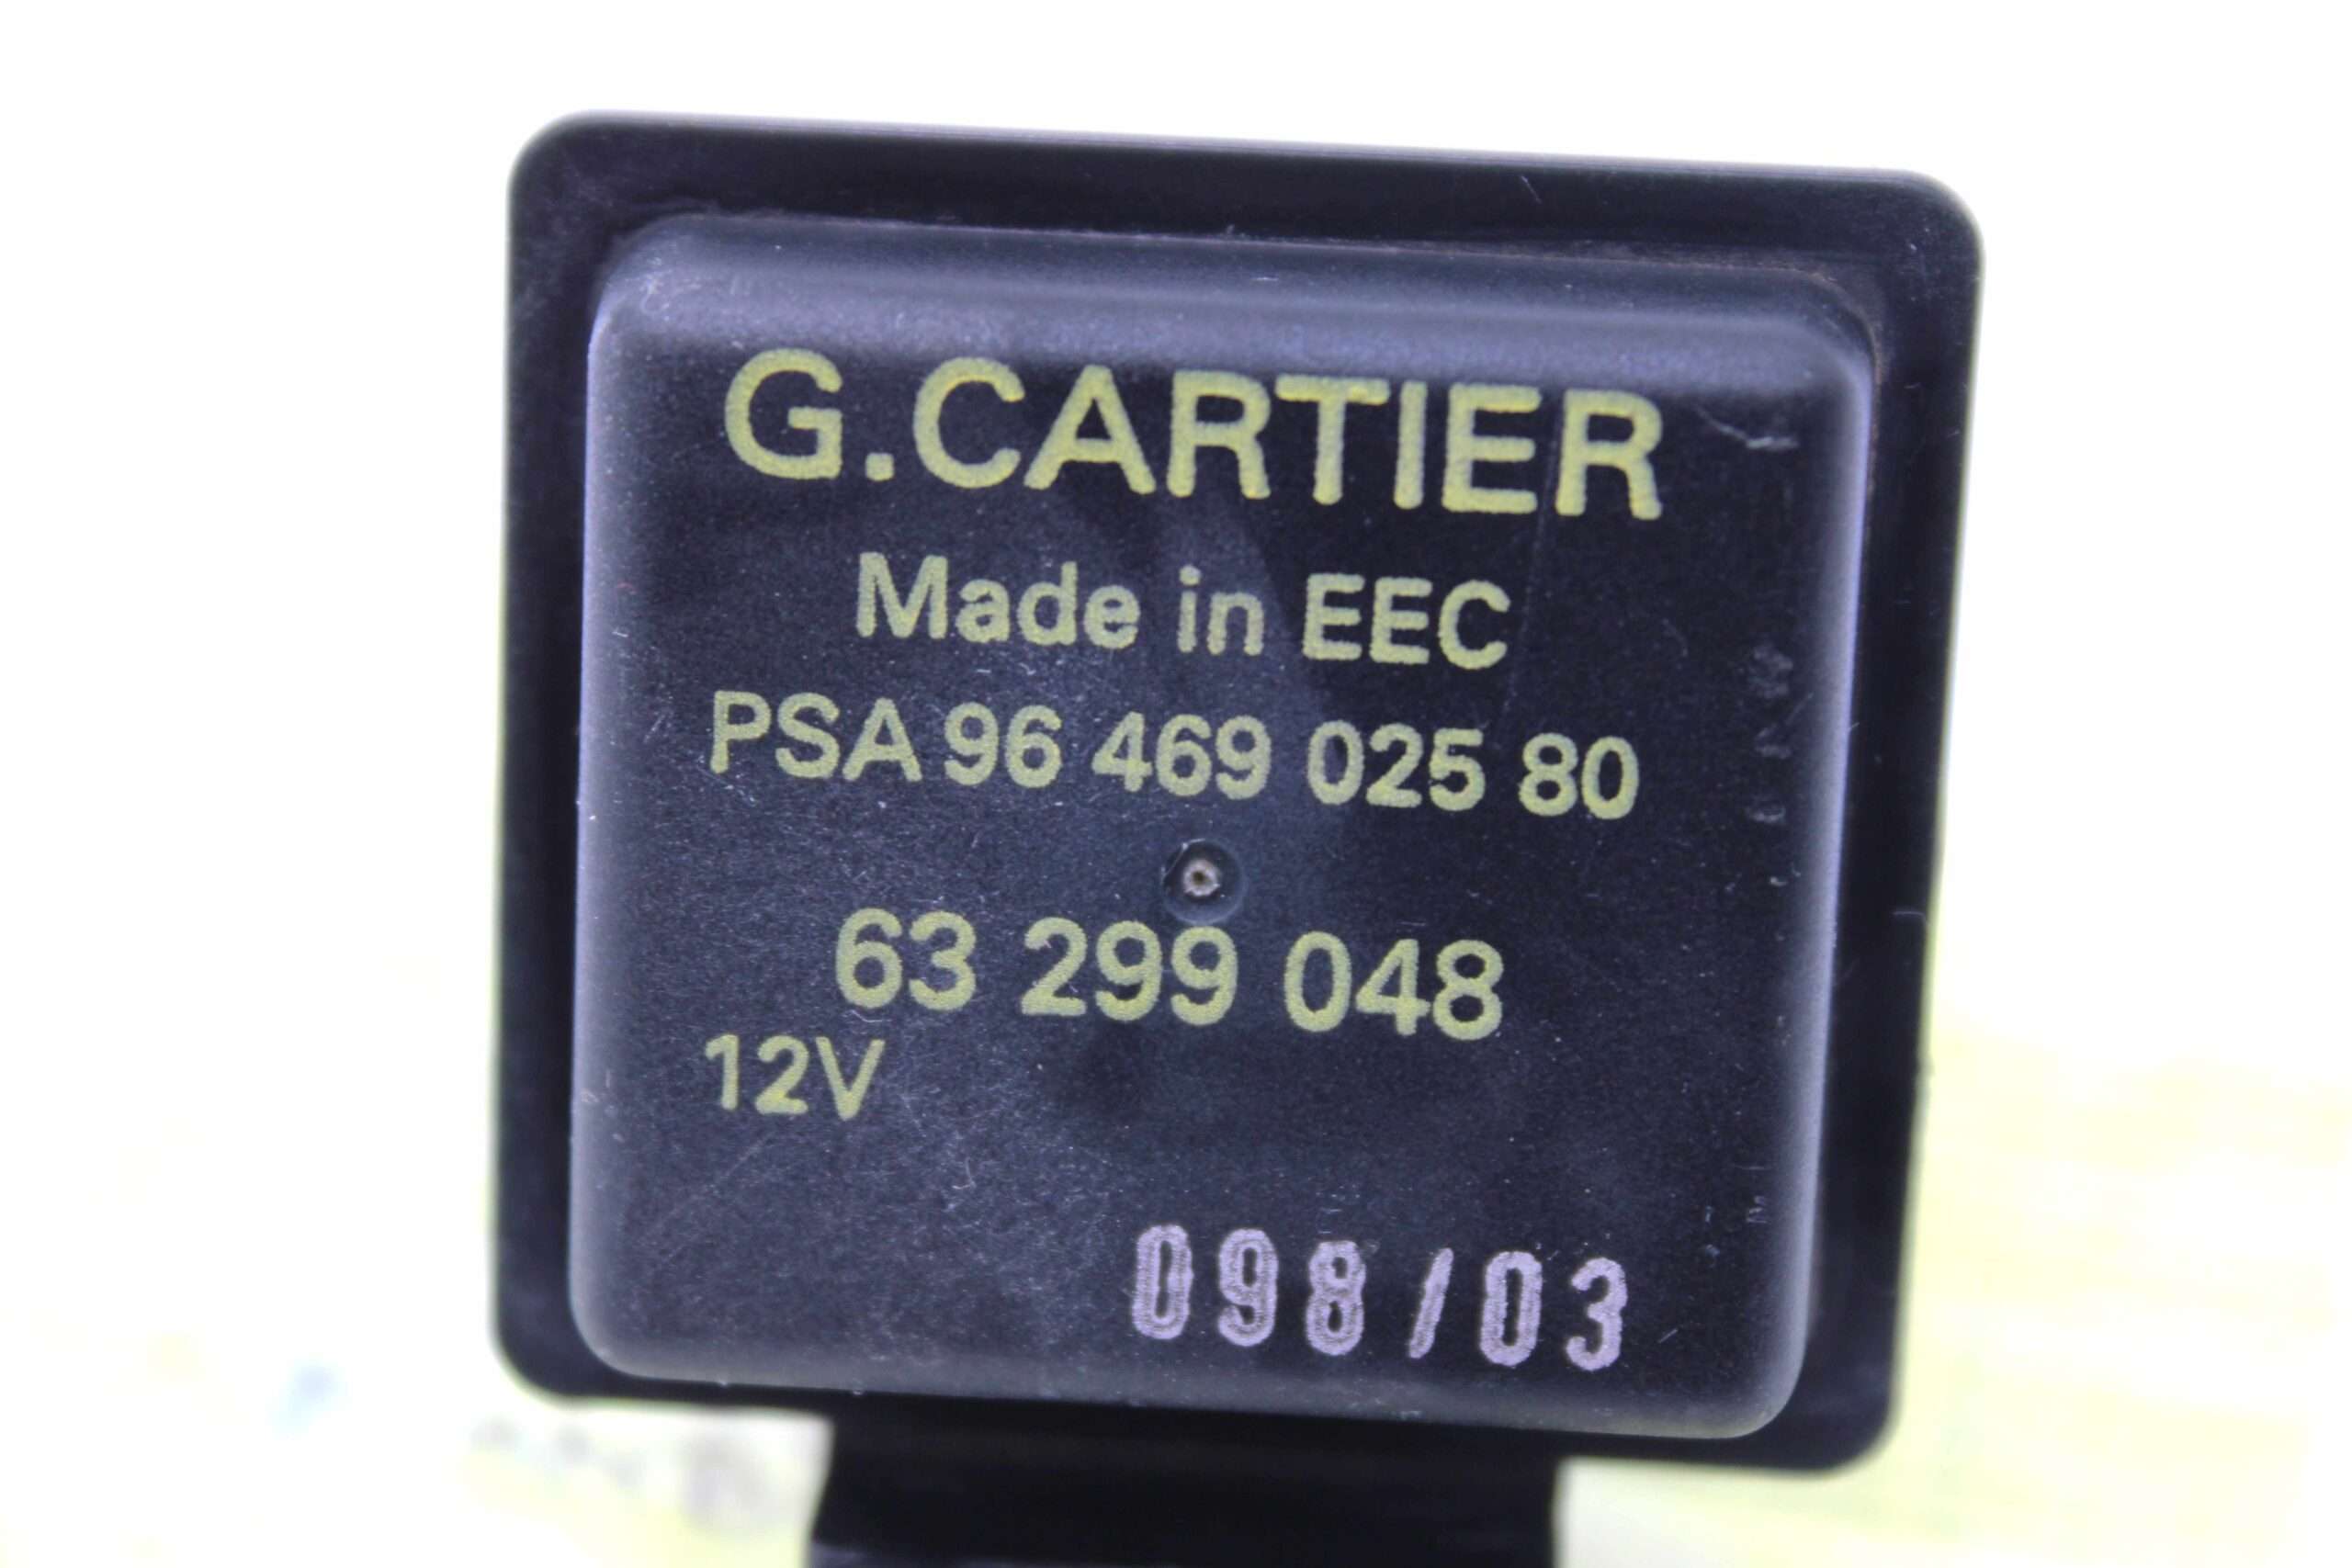 G.CARTIER
Made in EEC
PSA 96 469 025 80
63 299 048
12V
098/03